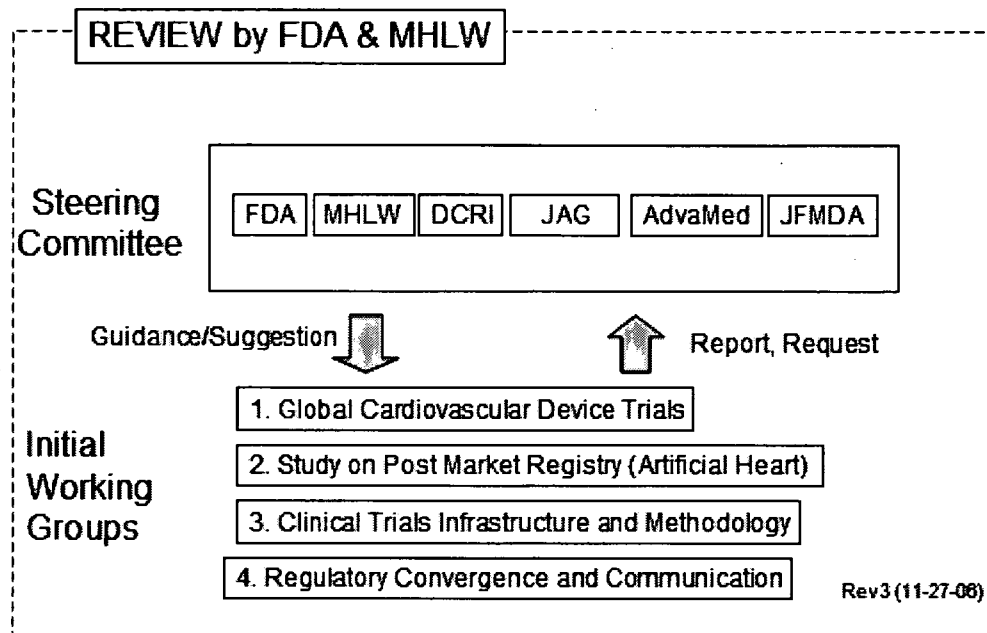 REVIEW by FDA & MHLW
Steering
Committee
FDA MHLW DCRI JAG AdvaMed JFMDA
Guidance/Suggestion
Report, Request
Initial
Working
Groups
1. Global Cardiovascular Device Trials
2. Study on Post Market Registry (Artificial Heart)
3. Clinical Trials Infrastructure and Methodology
4. Regulatory Convergence and Communication
Rev3 (11-27-06)